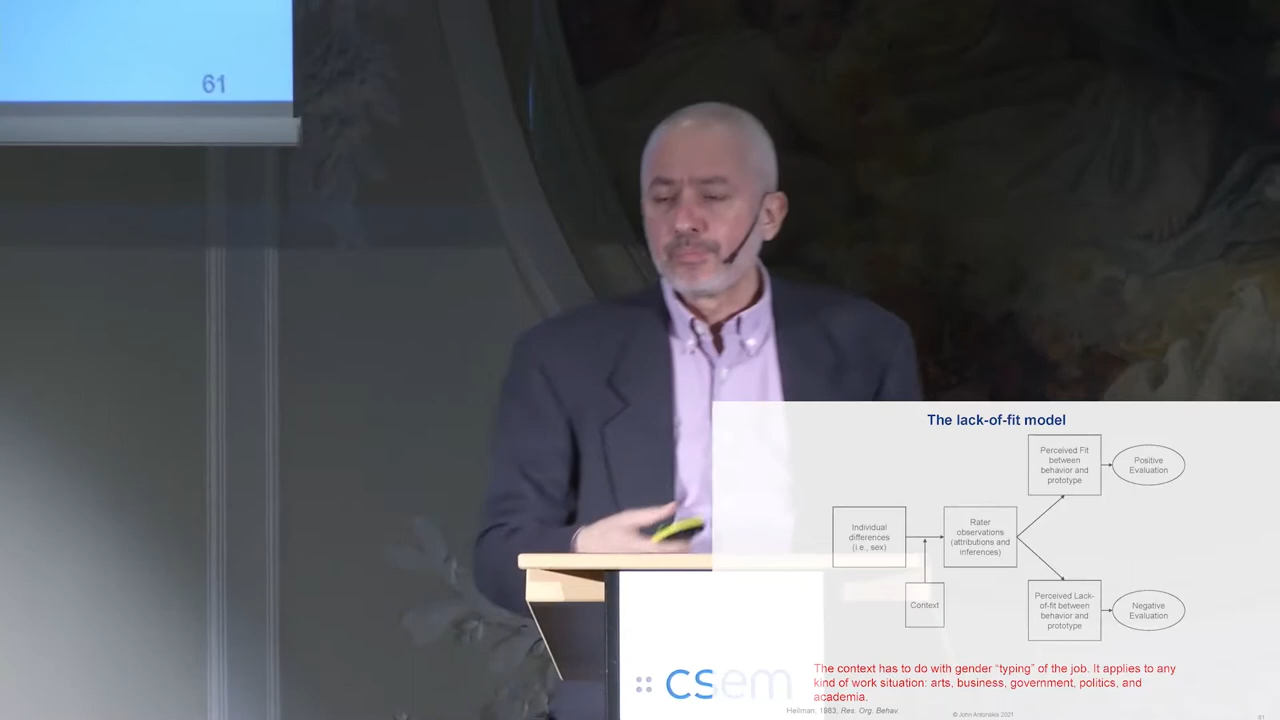 61
The lack-of-fit model
Perceived Fit
between
behavior and
prototype
Positive
Evaluation
Individual
differences
(i.e., sex)
Rater
observations
(attributions and
inferences)
Context
Perceived Lack-
of-fit between
behavior and
prototype
Negative
Evaluation
The context has to do with gender “typing” of the job. It applies to any
kind of work situation: arts, business, government, politics, and
academia.
Heilman, 1983, Res. Org. Behav.
© John Antonakis 2021
61
csem